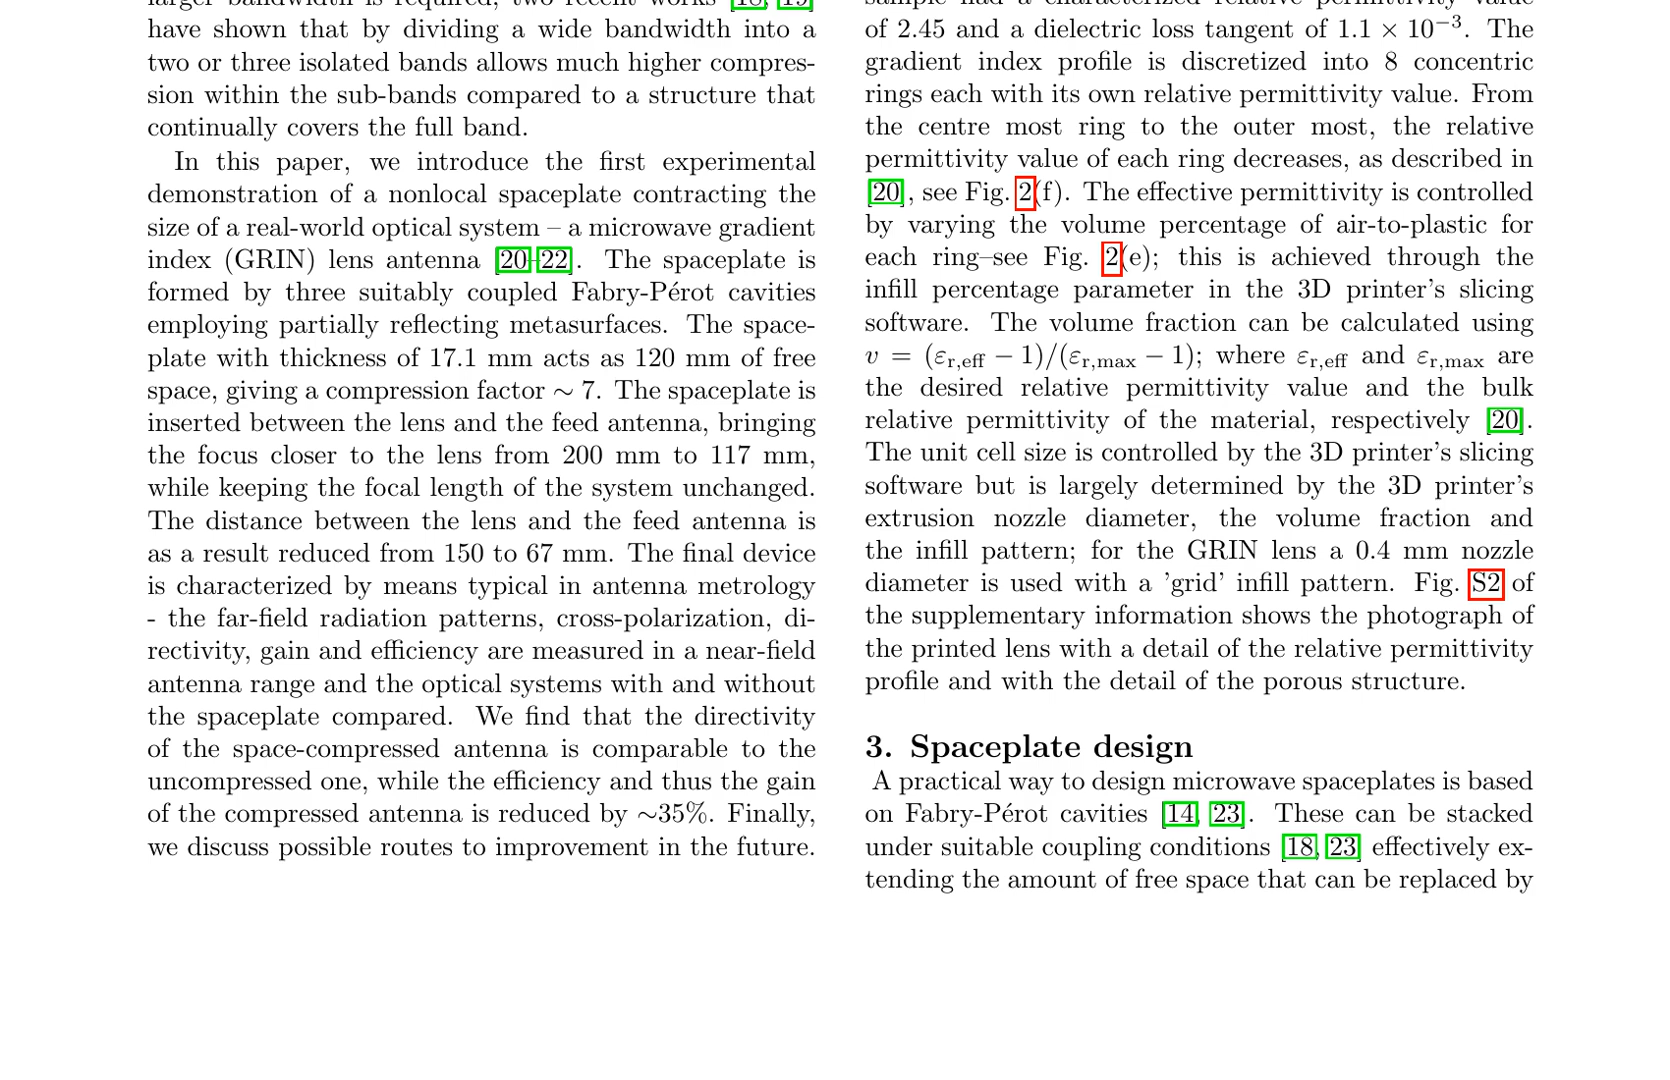 larger bandwidth is required, two recent works [18, 19]
have shown that by dividing a wide bandwidth into a
two or three isolated bands allows much higher compres-
sion within the sub-bands compared to a structure that
continually covers the full band.
In this paper, we introduce the first experimental
demonstration of a nonlocal spaceplate contracting the
size of a real-world optical system – a microwave gradient
index (GRIN) lens antenna [20–22]. The spaceplate is
formed by three suitably coupled Fabry-Pérot cavities
employing partially reflecting metasurfaces. The space-
plate with thickness of 17.1 mm acts as 120 mm of free
space, giving a compression factor ∼ 7. The spaceplate is
inserted between the lens and the feed antenna, bringing
the focus closer to the lens from 200 mm to 117 mm,
while keeping the focal length of the system unchanged.
The distance between the lens and the feed antenna is
as a result reduced from 150 to 67 mm. The final device
is characterized by means typical in antenna metrology
- the far-field radiation patterns, cross-polarization, di-
rectivity, gain and efficiency are measured in a near-field
antenna range and the optical systems with and without
the spaceplate compared. We find that the directivity
of the space-compressed antenna is comparable to the
uncompressed one, while the efficiency and thus the gain
of the compressed antenna is reduced by ∼35%. Finally,
we discuss possible routes to improvement in the future.
sample had a characterized relative permittivity value
of 2.45 and a dielectric loss tangent of 1.1 × 10⁻³. The
gradient index profile is discretized into 8 concentric
rings each with its own relative permittivity value. From
the centre most ring to the outer most, the relative
permittivity value of each ring decreases, as described in
[20], see Fig. 2(f). The effective permittivity is controlled
by varying the volume percentage of air-to-plastic for
each ring–see Fig. 2(e); this is achieved through the
infill percentage parameter in the 3D printer's slicing
software. The volume fraction can be calculated using
v = (εr,eff − 1)/(εr,max − 1); where εr,eff and εr,max are
the desired relative permittivity value and the bulk
relative permittivity of the material, respectively [20].
The unit cell size is controlled by the 3D printer's slicing
software but is largely determined by the 3D printer's
extrusion nozzle diameter, the volume fraction and
the infill pattern; for the GRIN lens a 0.4 mm nozzle
diameter is used with a 'grid' infill pattern. Fig. S2 of
the supplementary information shows the photograph of
the printed lens with a detail of the relative permittivity
profile and with the detail of the porous structure.
3. Spaceplate design
A practical way to design microwave spaceplates is based
on Fabry-Pérot cavities [14, 23]. These can be stacked
under suitable coupling conditions [18, 23] effectively ex-
tending the amount of free space that can be replaced by